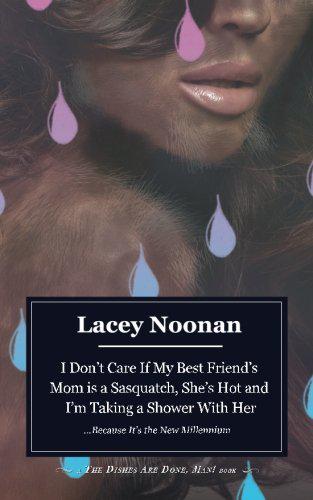 Lacey Noonan
I Don't Care If My Best Friend's
Mom is a Sasquatch, She's Hot and
I'm Taking a Shower With Her
...Because It's the New Millennium
a The Dishes Are Done, Man! book